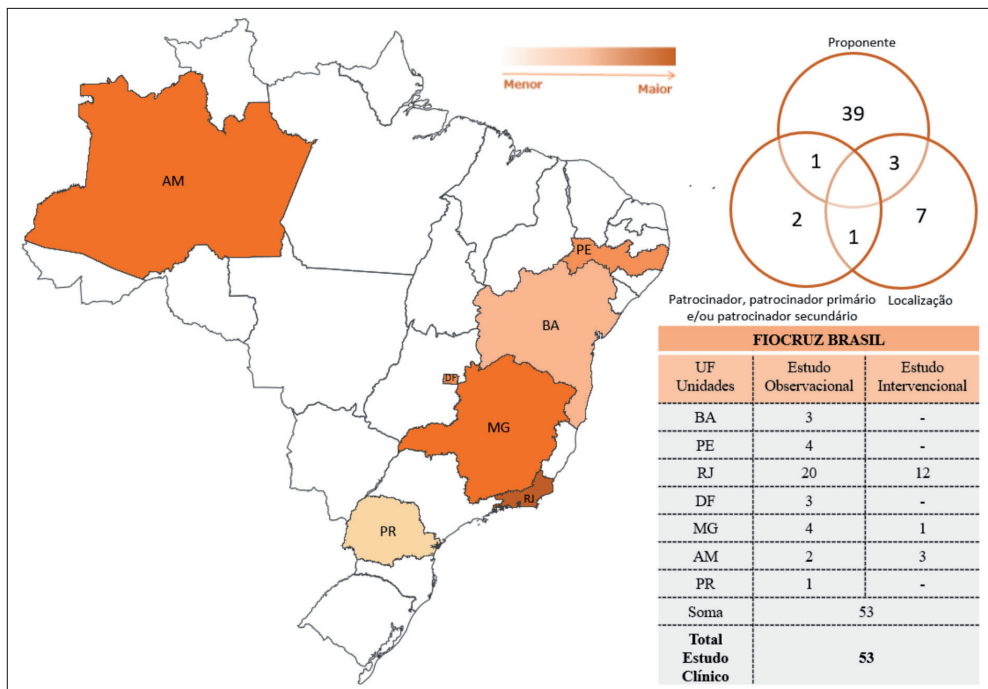 Menor
Maior
AM
PE
BA
DF
MG
RJ
PR
Proponente
39
1
3
2
1
7
Patrocinador, patrocinador primário
e/ou patrocinador secundário
Localização
FIOCRUZ BRASIL
UF Unidades Estudo Observacional Estudo Intervencional
BA 3 -
PE 4 -
RJ 20 12
DF 3 -
MG 4 1
AM 2 3
PR 1 -
Soma 53
Total
Estudo
Clínico 53